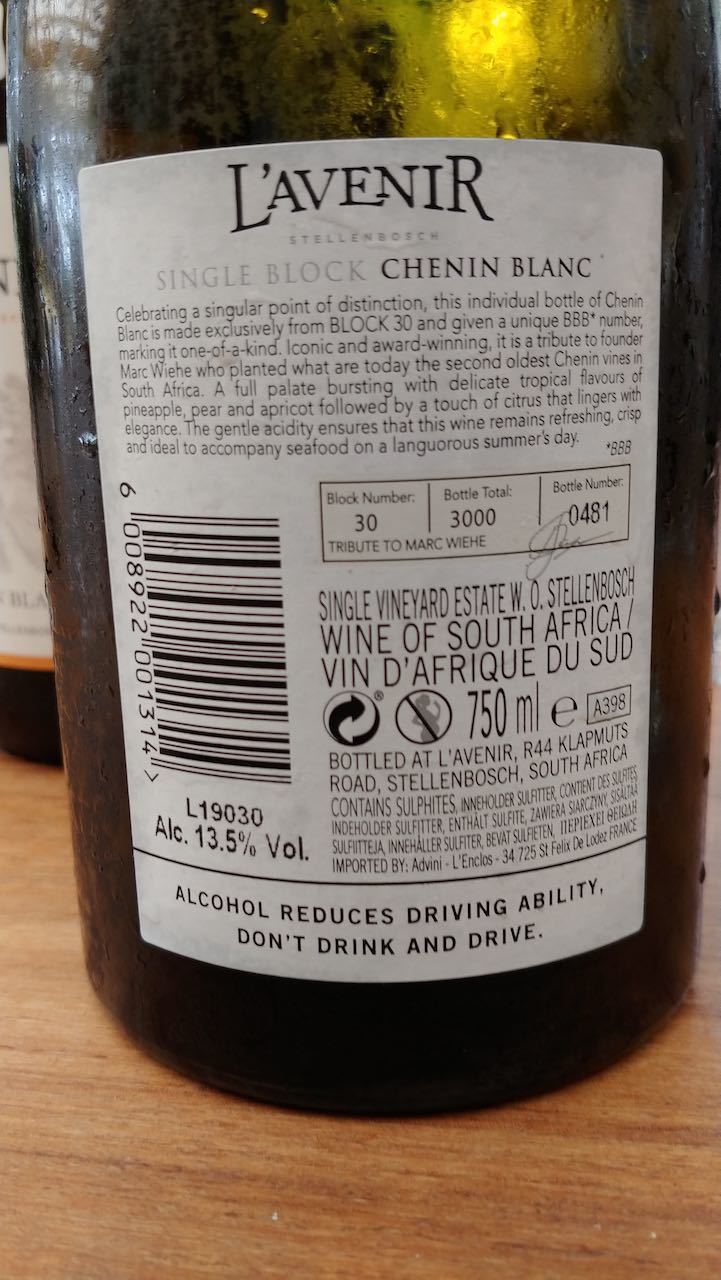 L'AVENIR
STELLENBOSCH
SINGLE BLOCK CHENIN BLANC
Celebrating a singular point of distinction, this individual bottle of Chenin
Blanc is made exclusively from BLOCK 30 and given a unique BBB* number,
marking it one-of-a-kind. Iconic and award-winning, it is a tribute to founder
Marc Wiehe who planted what are today the second oldest Chenin vines in
South Africa. A full palate bursting with delicate tropical flavours of
pineapple, pear and apricot followed by a touch of citrus that lingers with
elegance. The gentle acidity ensures that this wine remains refreshing, crisp
and ideal to accompany seafood on a languorous summer's day.
*BBB
Block Number: Bottle Total: Bottle Number:
30 3000 0481
TRIBUTE TO MARC WIEHE
6 008922 001314 >
L19030
Alc. 13.5% Vol.
SINGLE VINEYARD ESTATE W. O. STELLENBOSCH
WINE OF SOUTH AFRICA /
VIN D'AFRIQUE DU SUD
750 ml e A398
BOTTLED AT L'AVENIR, R44 KLAPMUTS
ROAD, STELLENBOSCH, SOUTH AFRICA
CONTAINS SULPHITES, INNEHOLDER SULFITTER, CONTIENT DES SULFITES
INDEHOLDER SULFITTER, ENTHÄLT SULFITE, ZAWIERA SIARCZYNY, SISÄLTÄÄ
SULFIITTEJA, INNEHÅLLER SULFITER, BEVAT SULFIETEN, ΠΕΡΙΕΧΕΙ ΘΕΙΩΔΗ
IMPORTED BY: Advini - L'Enclos - 34 725 St Felix De Lodez FRANCE
ALCOHOL REDUCES DRIVING ABILITY,
DON'T DRINK AND DRIVE.